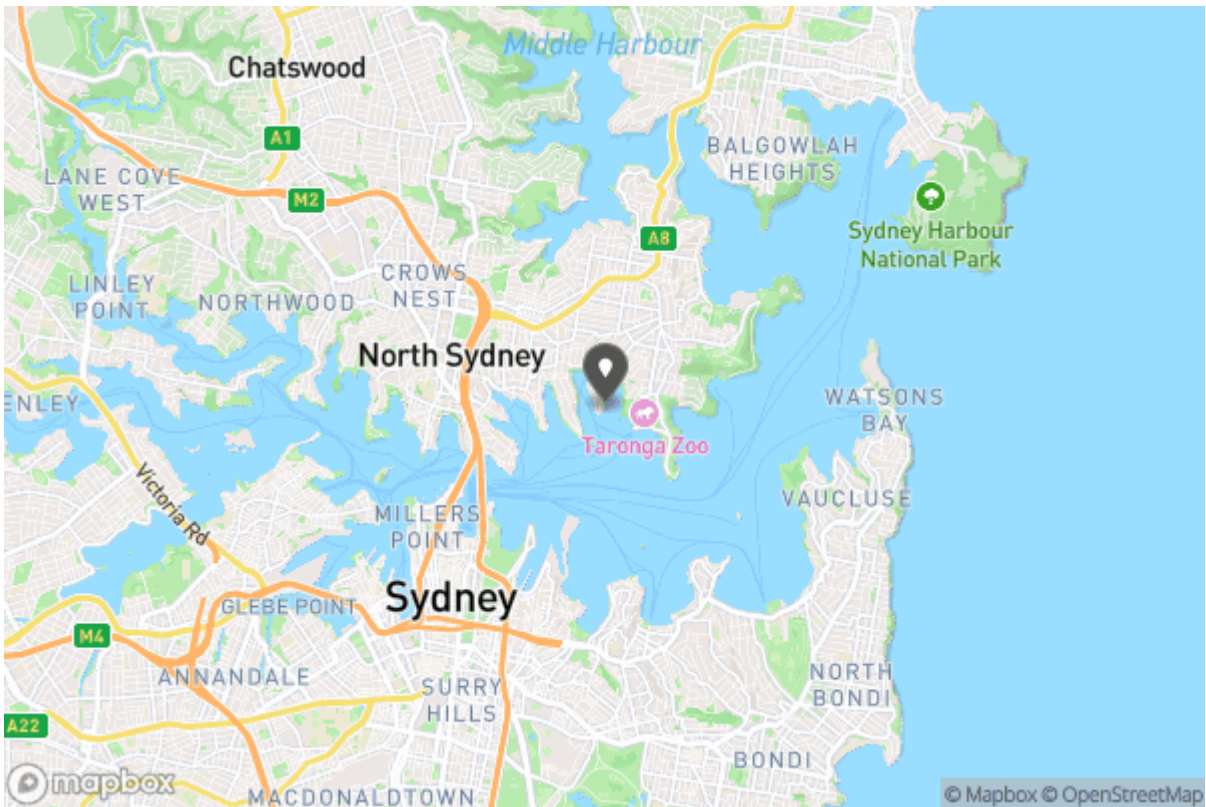 Middle Harbour
Chatswood
A1
BALGOWLAH
HEIGHTS
LANE COVE
WEST
M2
Sydney Harbour
National Park
A8
CROWS
NEST
LINLEY
POINT
NORTHWOOD
North Sydney
ENLEY
WATSONS
BAY
Taronga Zoo
Victoria Rd
VAUCLUSE
MILLERS
POINT
Sydney
GLEBE POINT
M4
ANNANDALE
SURRY
HILLS
NORTH
BONDI
A22
BONDI
mapbox
MACDONALDTOWN
© Mapbox © OpenStreetMap